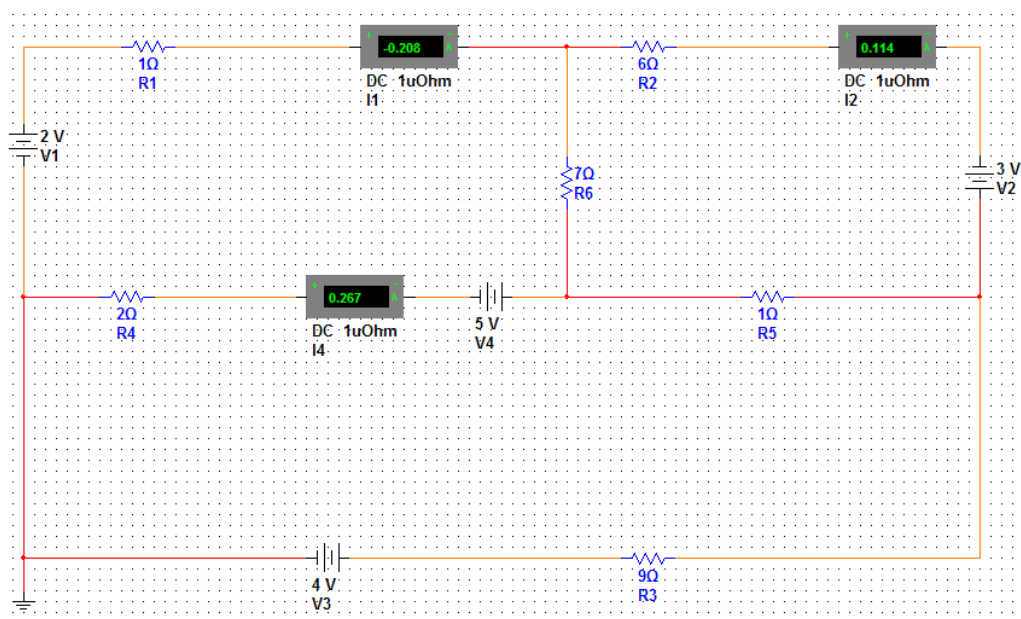 -0.208
A
0.114
A
1Ω
R1
DC 1uOhm
I1
6Ω
R2
DC 1uOhm
I2
2 V
V1
7Ω
R6
3 V
V2
0.267
A
2Ω
R4
DC 1uOhm
I4
5 V
V4
1Ω
R5
4 V
V3
9Ω
R3